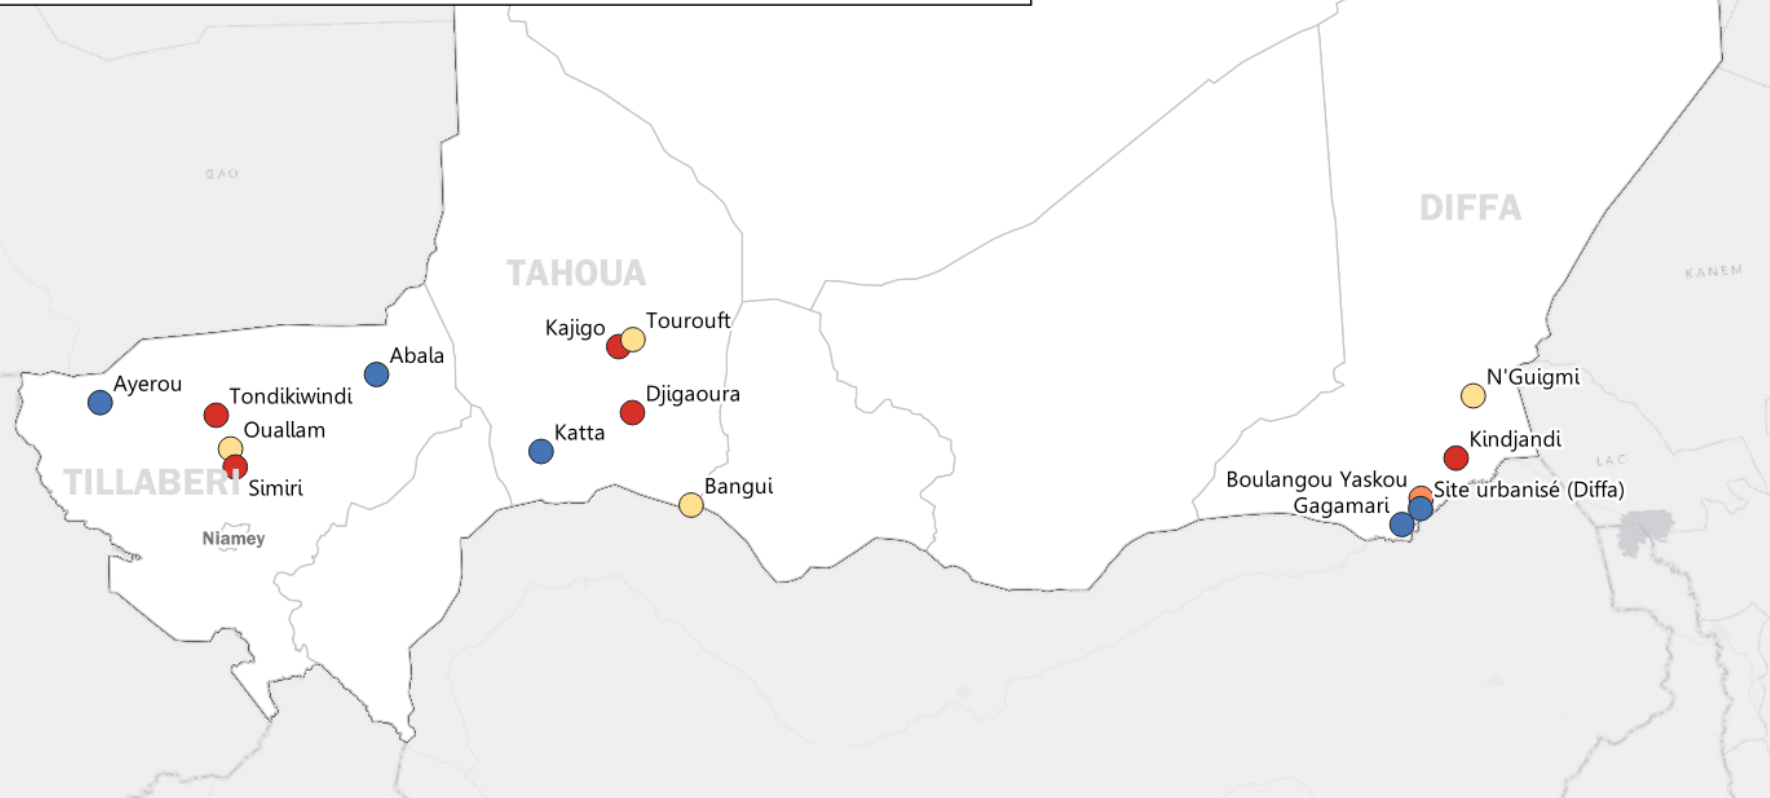 GAO
DIFFA
KANEM
TAHOUA
Kajigo
Tourouft
Abala
Ayerou
Tondikiwindi
Ouallam
TILLABERI
Simiri
Niamey
Djigaoura
Katta
Bangui
N'Guigmi
Kindjandi
LAC
Boulangou Yaskou
Site urbanisé (Diffa)
Gagamari